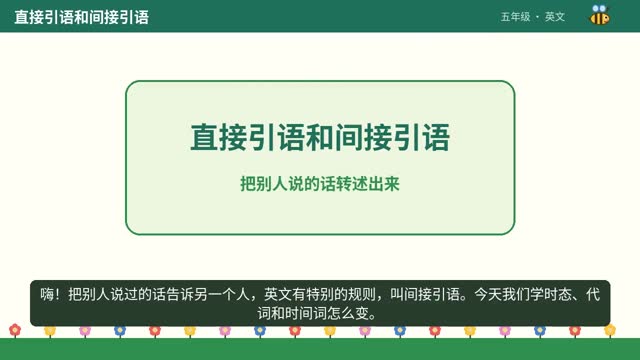 直接引语和间接引语
五年级 · 英文
直接引语和间接引语
把别人说的话转述出来
嗨！把别人说过的话告诉另一个人，英文有特别的规则，叫间接引语。今天我们学时态、代
词和时间词怎么变。